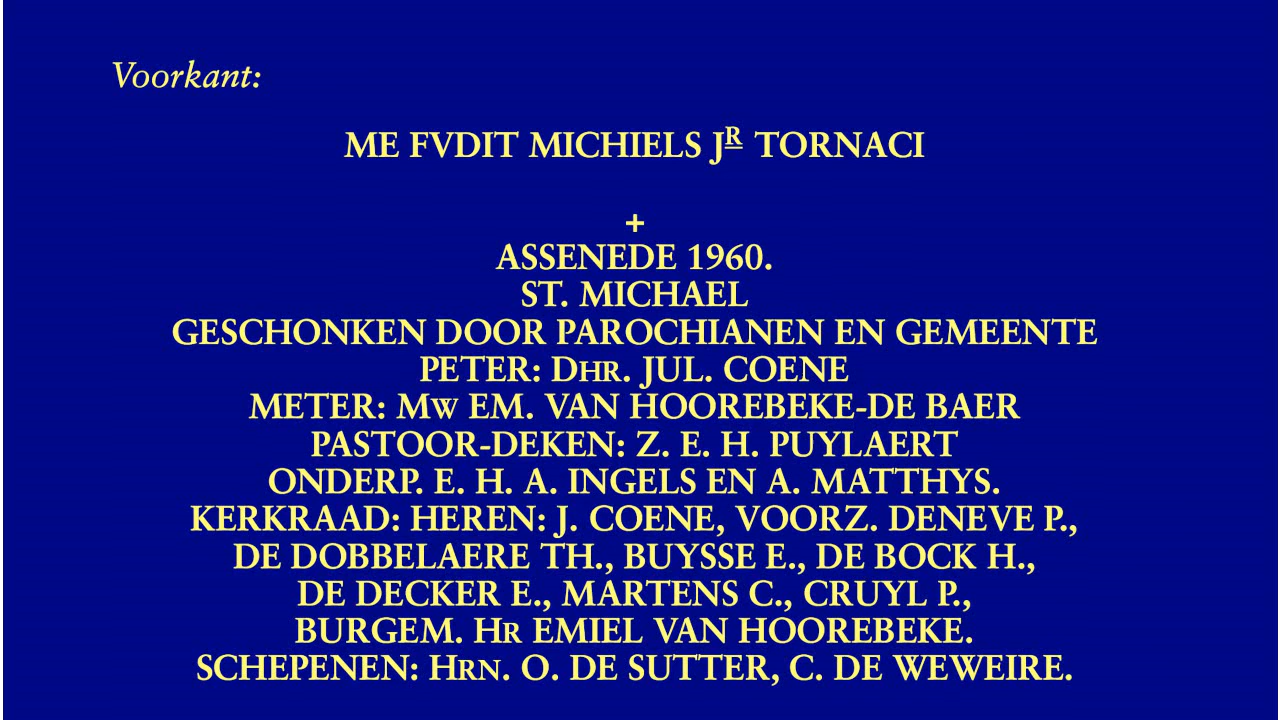 Voorkant:
ME FVDIT MICHIELS JR TORNACI
+
ASSENEDE 1960.
ST. MICHAEL
GESCHONKEN DOOR PAROCHIANEN EN GEMEENTE
PETER: DHR. JUL. COENE
METER: MW EM. VAN HOOREBEKE-DE BAER
PASTOOR-DEKEN: Z. E. H. PUYLAERT
ONDERP. E. H. A. INGELS EN A. MATTHYS.
KERKRAAD: HEREN: J. COENE, VOORZ. DENEVE P.,
DE DOBBELAERE TH., BUYSSE E., DE BOCK H.,
DE DECKER E., MARTENS C., CRUYL P.,
BURGEM. HR EMIEL VAN HOOREBEKE.
SCHEPENEN: HRN. O. DE SUTTER, C. DE WEWEIRE.